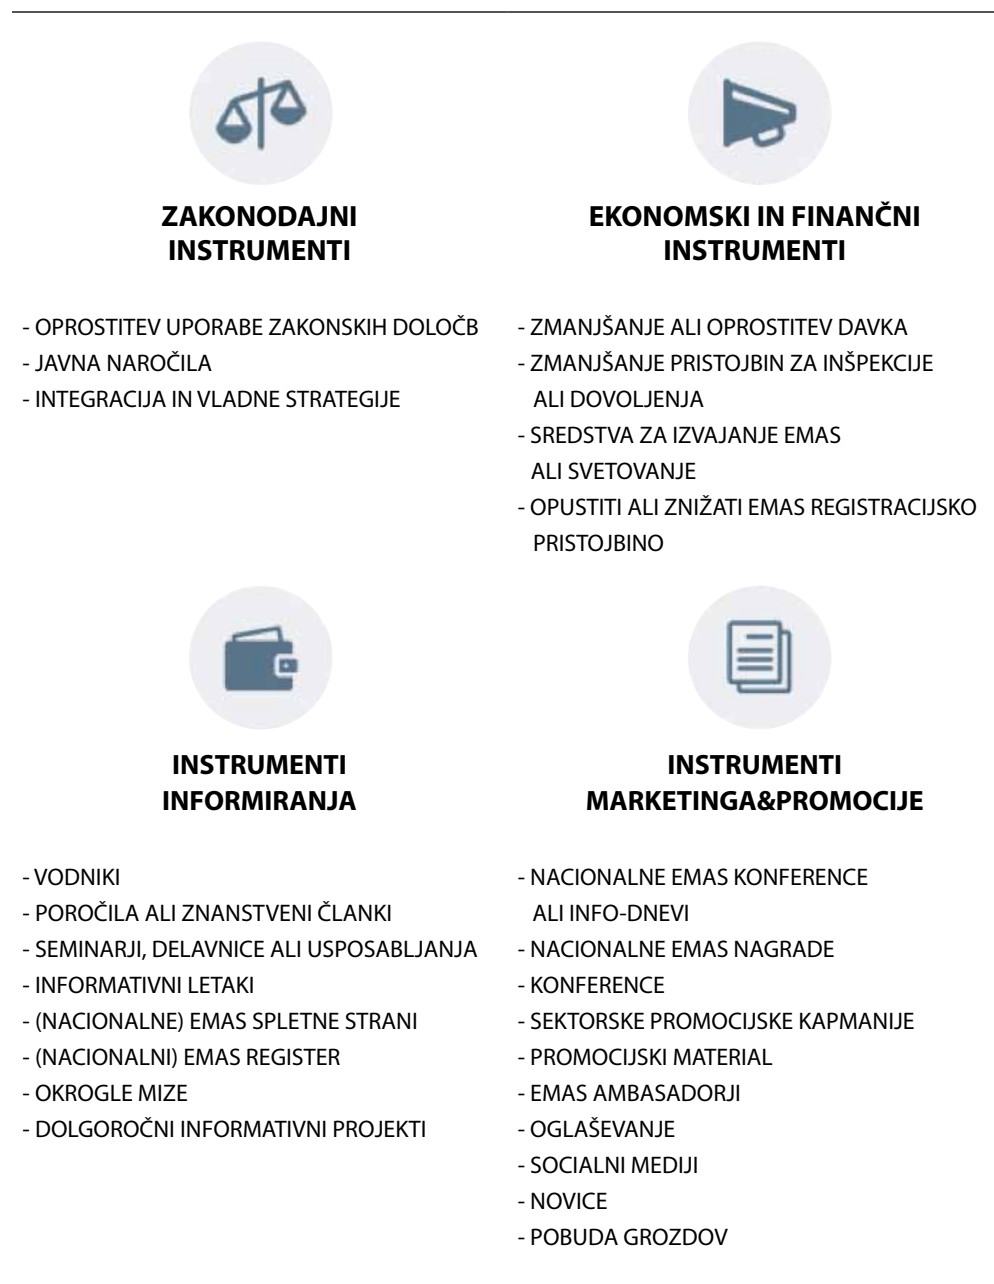 ZAKONODAJNI
INSTRUMENTI
- OPROSTITEV UPORABE ZAKONSKIH DOLOČB
- JAVNA NAROČILA
- INTEGRACIJA IN VLADNE STRATEGIJE
EKONOMSKI IN FINANČNI
INSTRUMENTI
- ZMANJŠANJE ALI OPROSTITEV DAVKA
- ZMANJŠANJE PRISTOJBIN ZA INŠPEKCIJE
ALI DOVOLJENJA
- SREDSTVA ZA IZVAJANJE EMAS
ALI SVETOVANJE
- OPUSTITI ALI ZNIŽATI EMAS REGISTRACIJSKO
PRISTOJBINO
INSTRUMENTI
INFORMIRANJA
- VODNIKI
- POROČILA ALI ZNANSTVENI ČLANKI
- SEMINARJI, DELAVNICE ALI USPOSABLJANJA
- INFORMATIVNI LETAKI
- (NACIONALNE) EMAS SPLETNE STRANI
- (NACIONALNI) EMAS REGISTER
- OKROGLE MIZE
- DOLGOROČNI INFORMATIVNI PROJEKTI
INSTRUMENTI
MARKETINGA&PROMOCIJE
- NACIONALNE EMAS KONFERENCE
ALI INFO-DNEVI
- NACIONALNE EMAS NAGRADE
- KONFERENCE
- SEKTORSKE PROMOCIJSKE KAPMANIJE
- PROMOCIJSKI MATERIAL
- EMAS AMBASADORJI
- OGLAŠEVANJE
- SOCIALNI MEDIJI
- NOVICE
- POBUDA GROZDOV